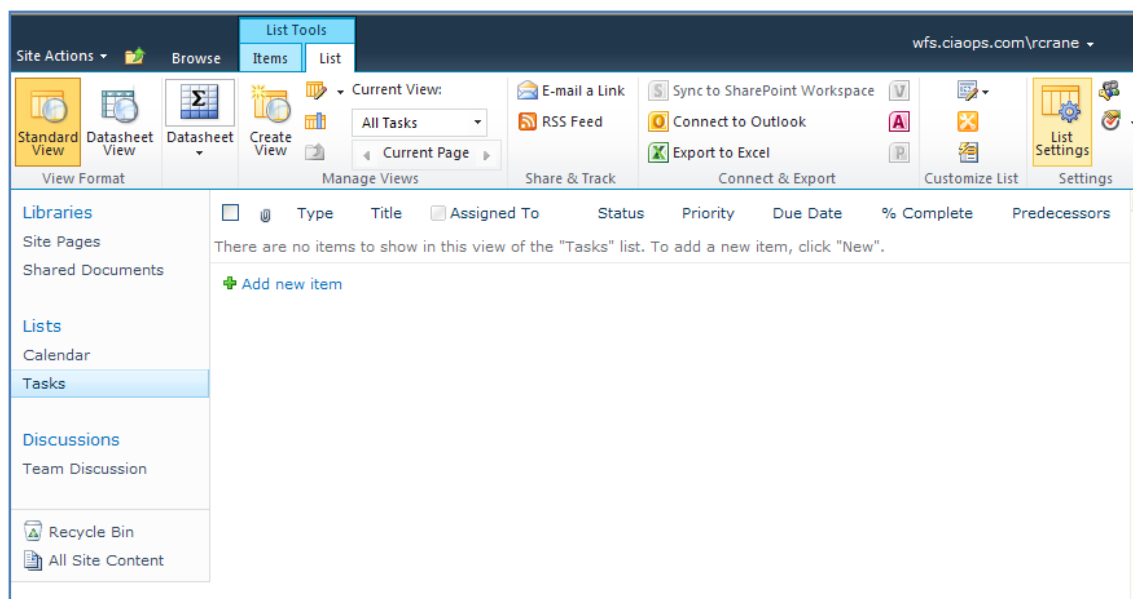 List Tools
Site Actions Browse Items List wfs.ciaops.com\rcrane
Standard View
Datasheet View
View Format
Σ
Datasheet
Create View
Current View:
All Tasks
Current Page
Manage Views
E-mail a Link
RSS Feed
Share & Track
S Sync to SharePoint Workspace V
O Connect to Outlook A
X Export to Excel R
Connect & Export
Customize List
List Settings
Settings
Libraries
Site Pages
Shared Documents
Lists
Calendar
Tasks
Discussions
Team Discussion
Recycle Bin
All Site Content
Type Title Assigned To Status Priority Due Date % Complete Predecessors
There are no items to show in this view of the "Tasks" list. To add a new item, click "New".
Add new item